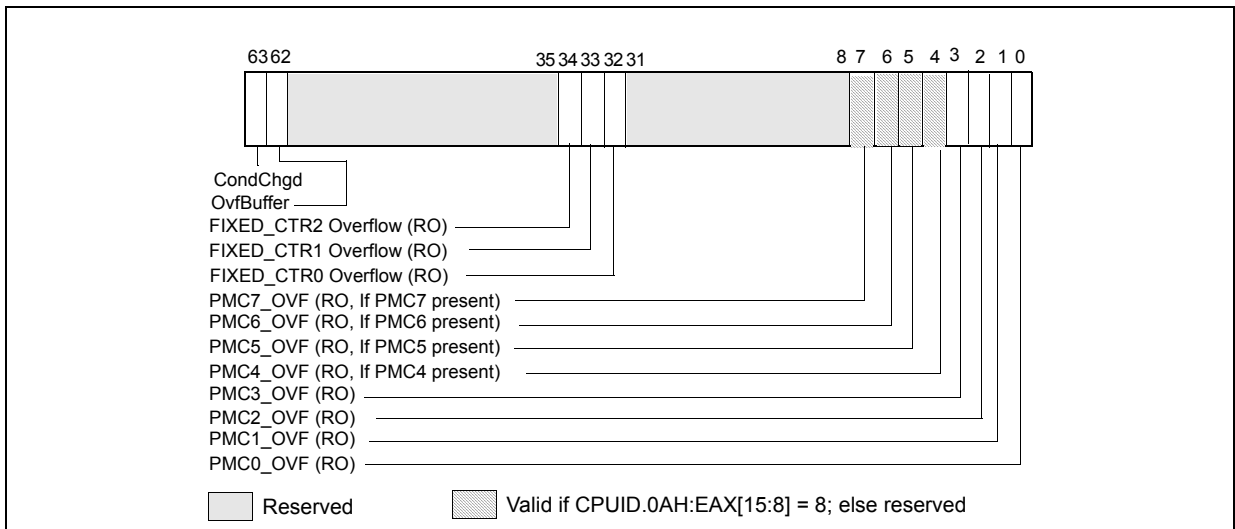 6362 35 34 33 32 31 8 7 6 5 4 3 2 1 0
CondChgd
OvfBuffer
FIXED_CTR2 Overflow (RO)
FIXED_CTR1 Overflow (RO)
FIXED_CTR0 Overflow (RO)
PMC7_OVF (RO, If PMC7 present)
PMC6_OVF (RO, If PMC6 present)
PMC5_OVF (RO, If PMC5 present)
PMC4_OVF (RO, If PMC4 present)
PMC3_OVF (RO)
PMC2_OVF (RO)
PMC1_OVF (RO)
PMC0_OVF (RO)
Reserved Valid if CPUID.0AH:EAX[15:8] = 8; else reserved